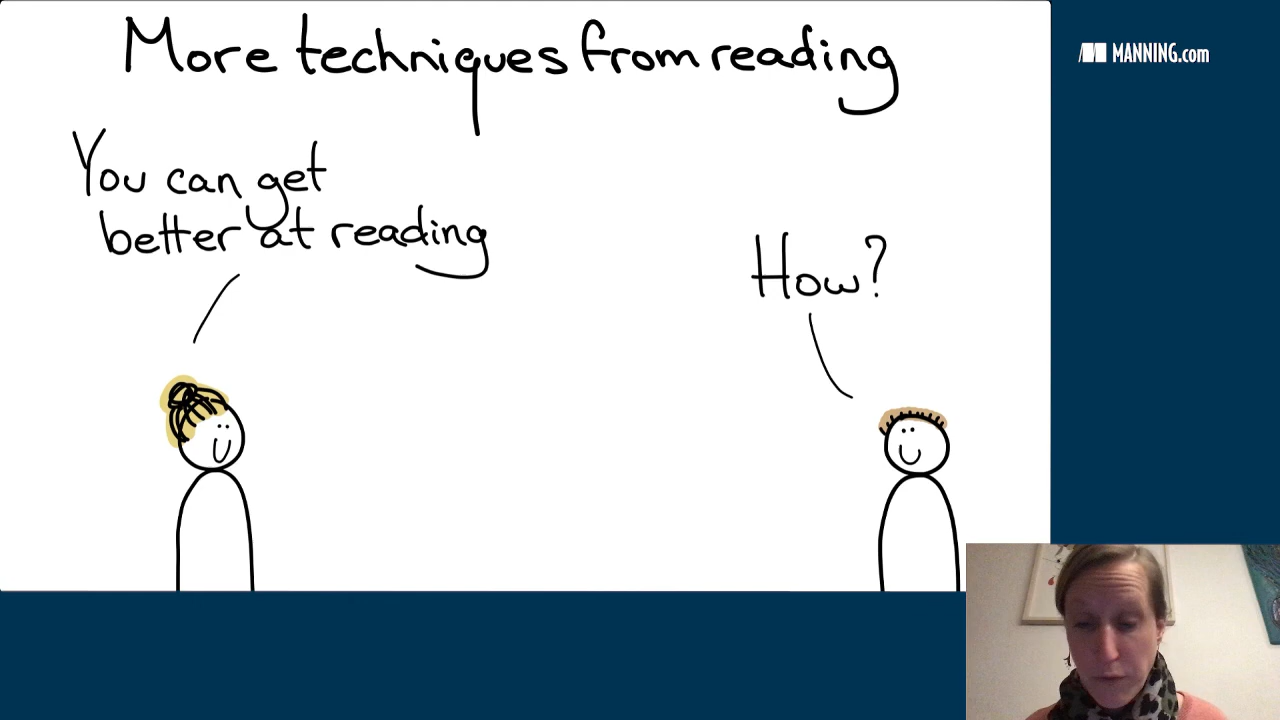 More techniques from reading
MANNING.com
You can get
better at reading
How?